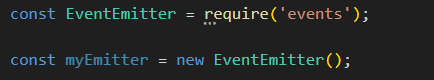 const EventEmitter = require('events');
const myEmitter = new EventEmitter();